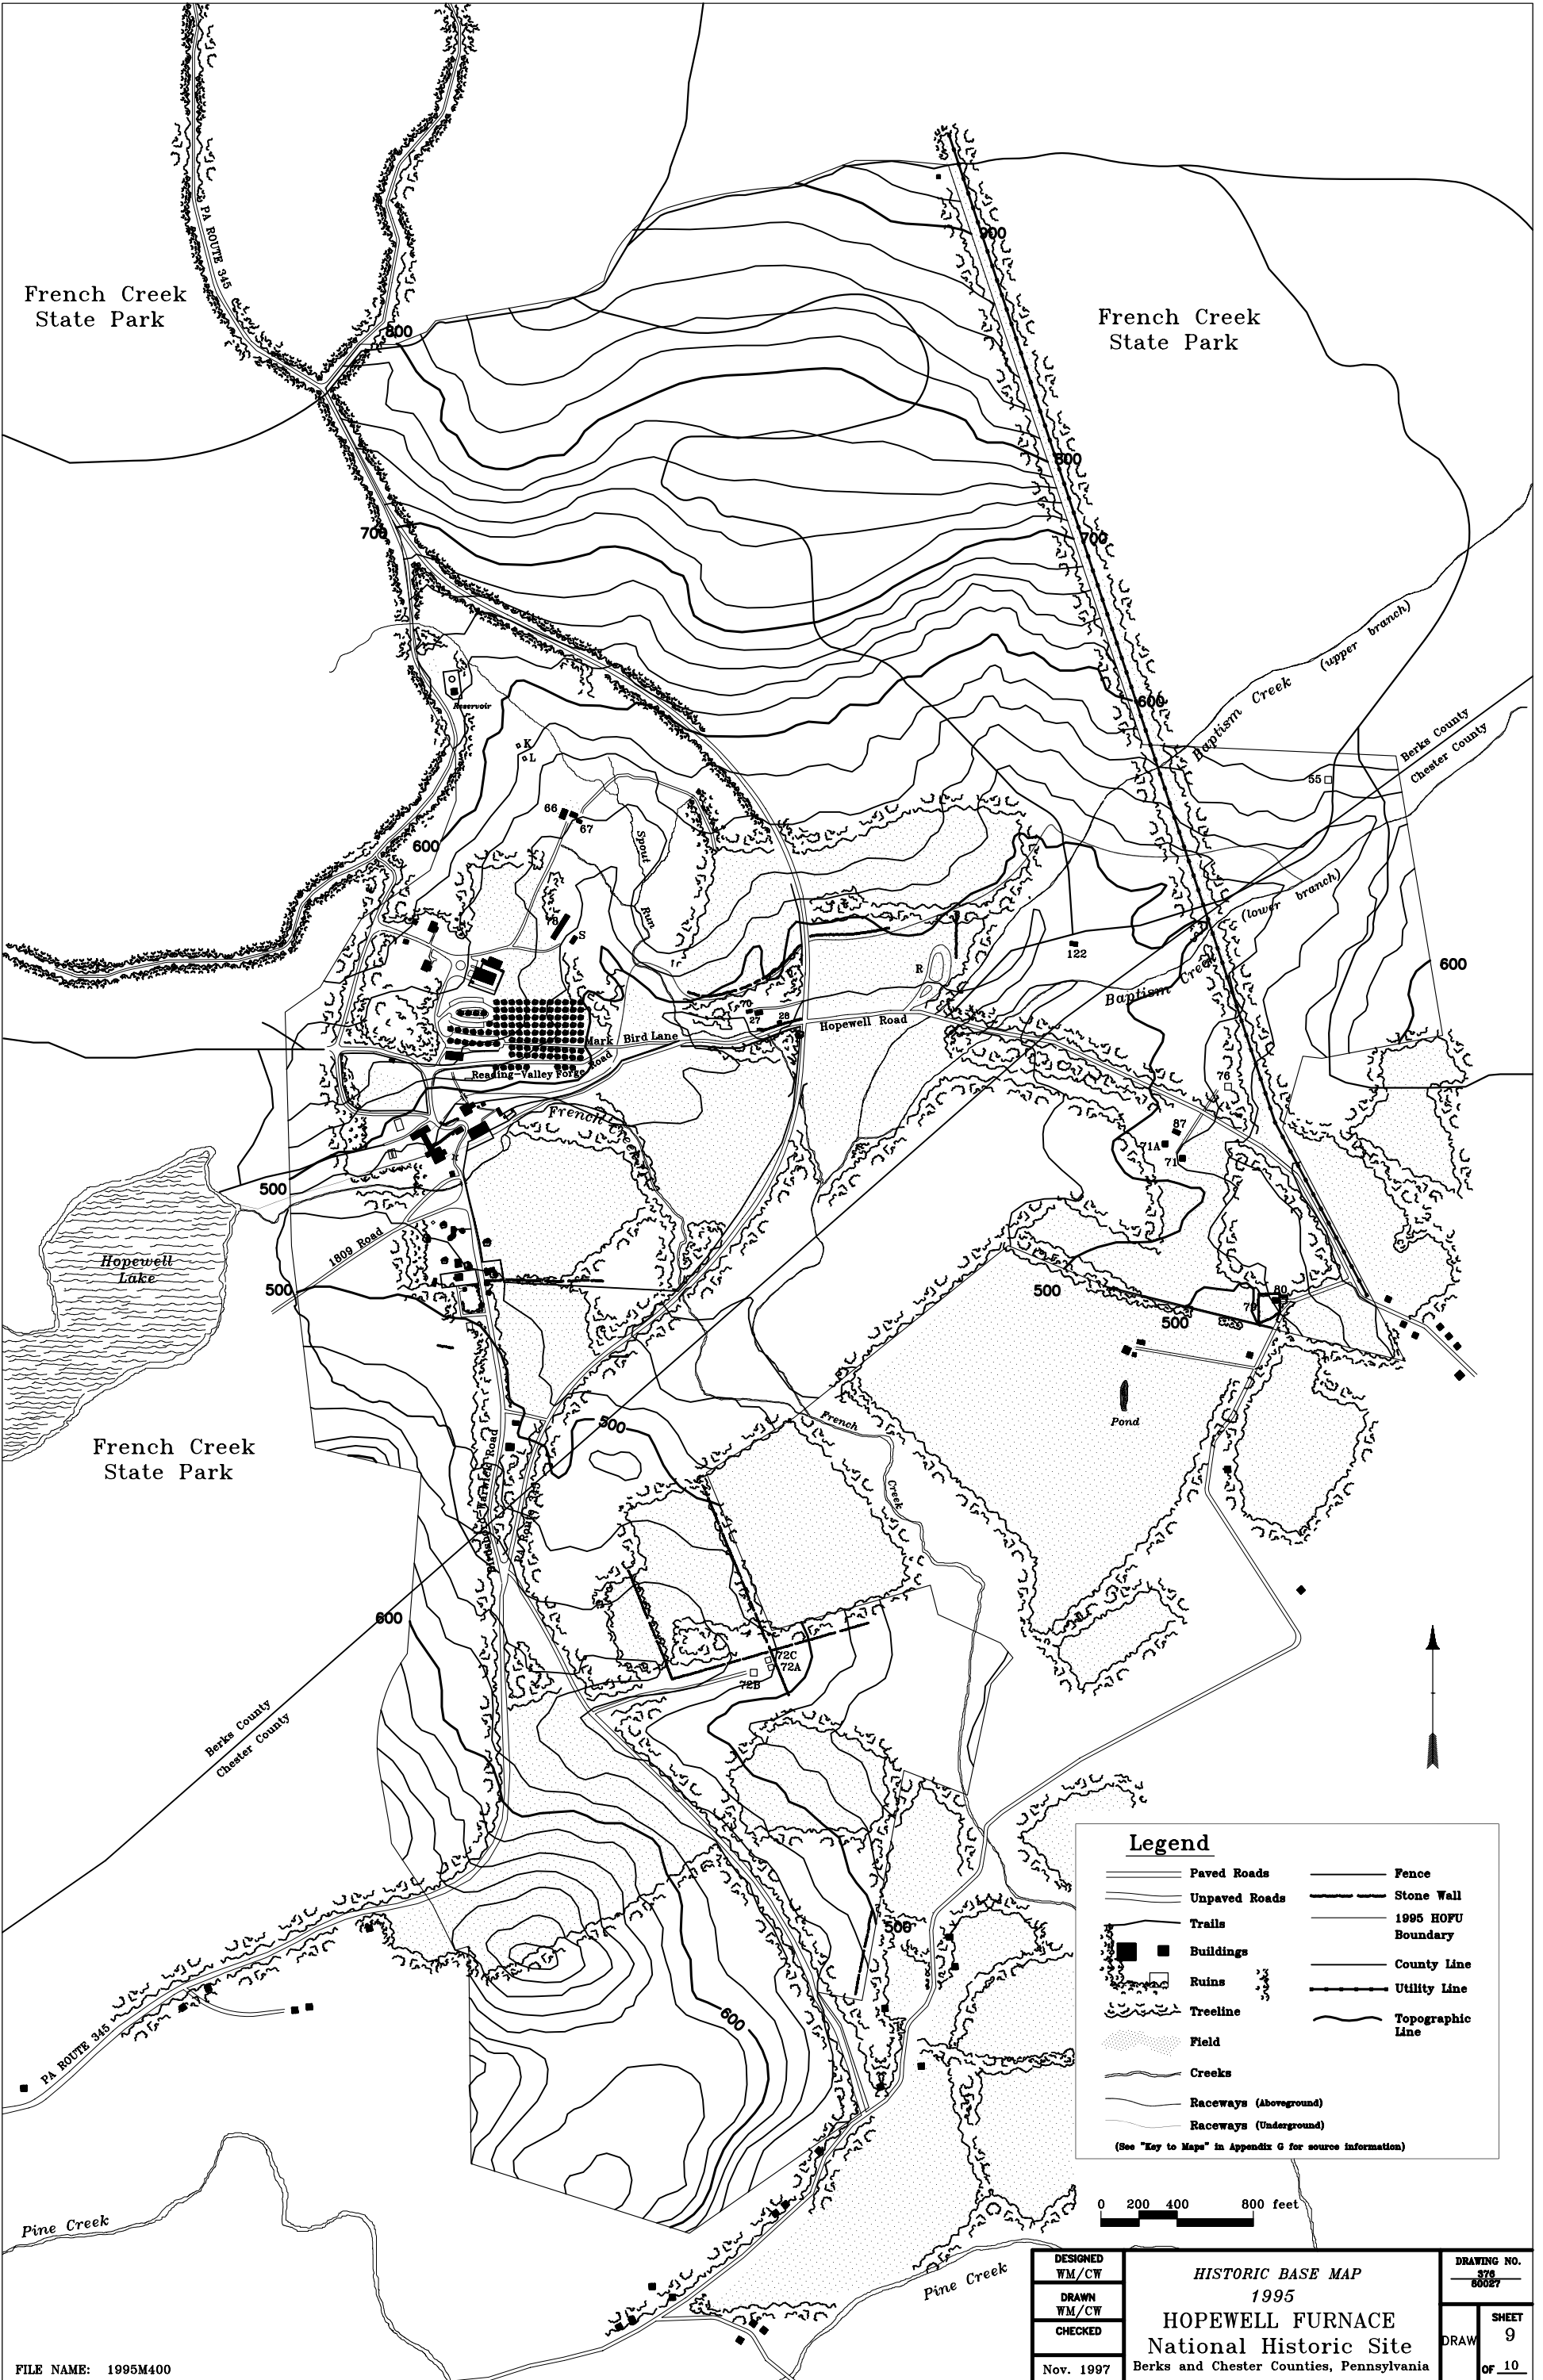 PA ROUTE 345
French Creek
State Park
900
French Creek
State Park
800
800
700
700
(upper branch)
Baptism Creek
600
Reservoir
K
L
Berks County
Chester County
55
66
67
Spout Run
600
S
(lower branch)
R
122
600
Baptism Creek
70
27
28
Hopewell Road
Mark Bird Lane
Reading-Valley Forge Road
French Creek
76
87
71A
71
500
1809 Road
Hopewell
Lake
500
500
80
79
500
Pond
French Creek
500
French Creek
State Park
600
72C
72A
72B
Berks County
Chester County
500
600
PA ROUTE 345
Pine Creek
Pine Creek
Legend
Paved Roads
Unpaved Roads
Trails
Buildings
Ruins
Treeline
Field
Creeks
Raceways (Aboveground)
Raceways (Underground)
Fence
Stone Wall
1995 HOFU
Boundary
County Line
Utility Line
Topographic
Line
(See "Key to Maps" in Appendix G for source information)
0 200 400 800 feet
DESIGNED
WM/CW
DRAWN
WM/CW
CHECKED
Nov. 1997
HISTORIC BASE MAP
1995
HOPEWELL FURNACE
National Historic Site
Berks and Chester Counties, Pennsylvania
DRAWING NO.
376
60027
DRAW
SHEET
9
OF 10
FILE NAME: 1995M400